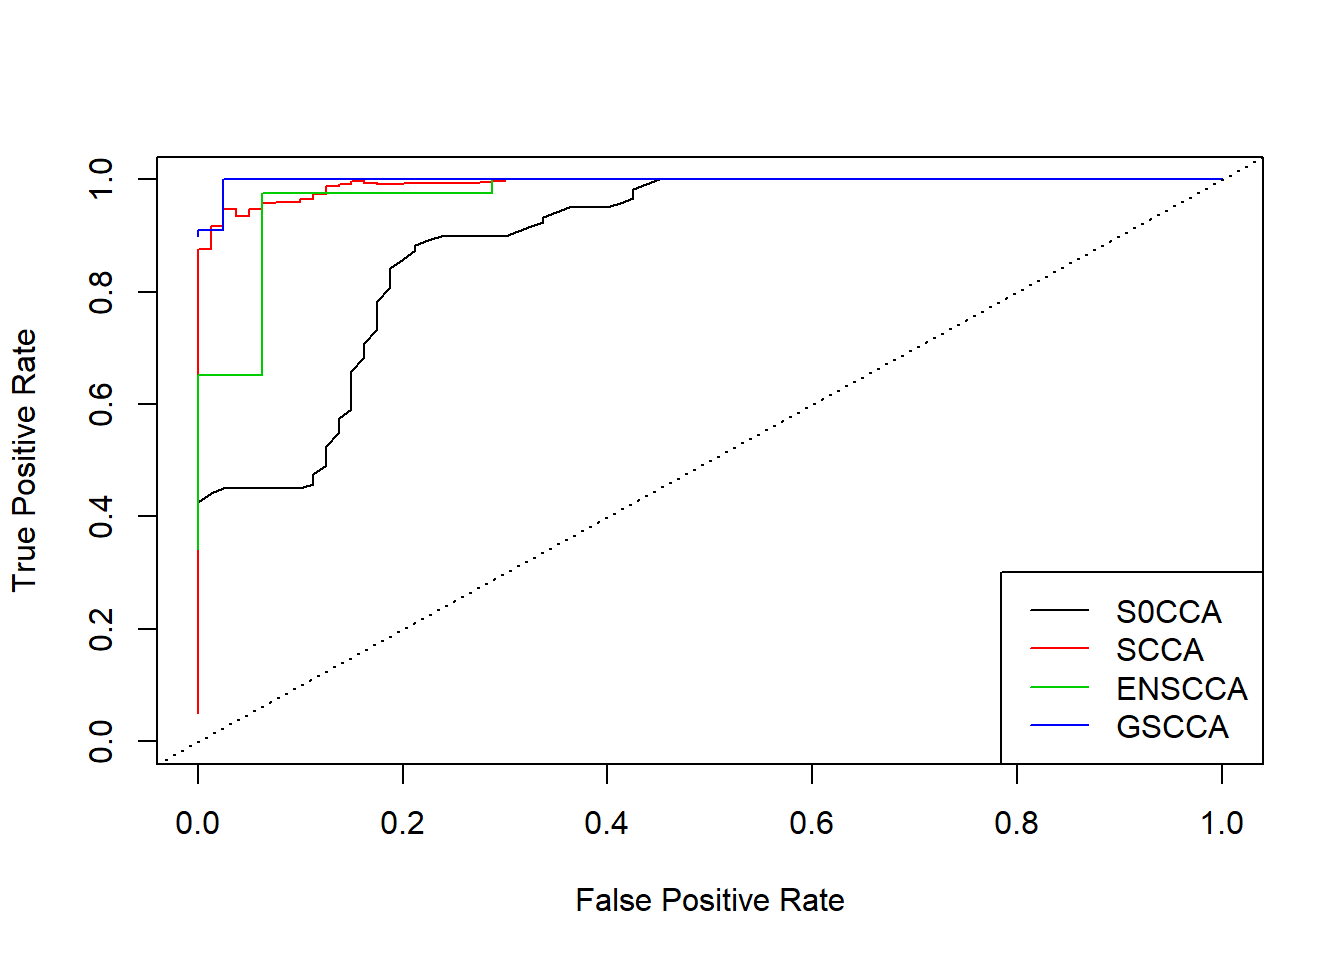 True Positive Rate
1.0
0.8
0.6
0.4
0.2
0.0
S0CCA
SCCA
ENSCCA
GSCCA
0.0 0.2 0.4 0.6 0.8 1.0
False Positive Rate